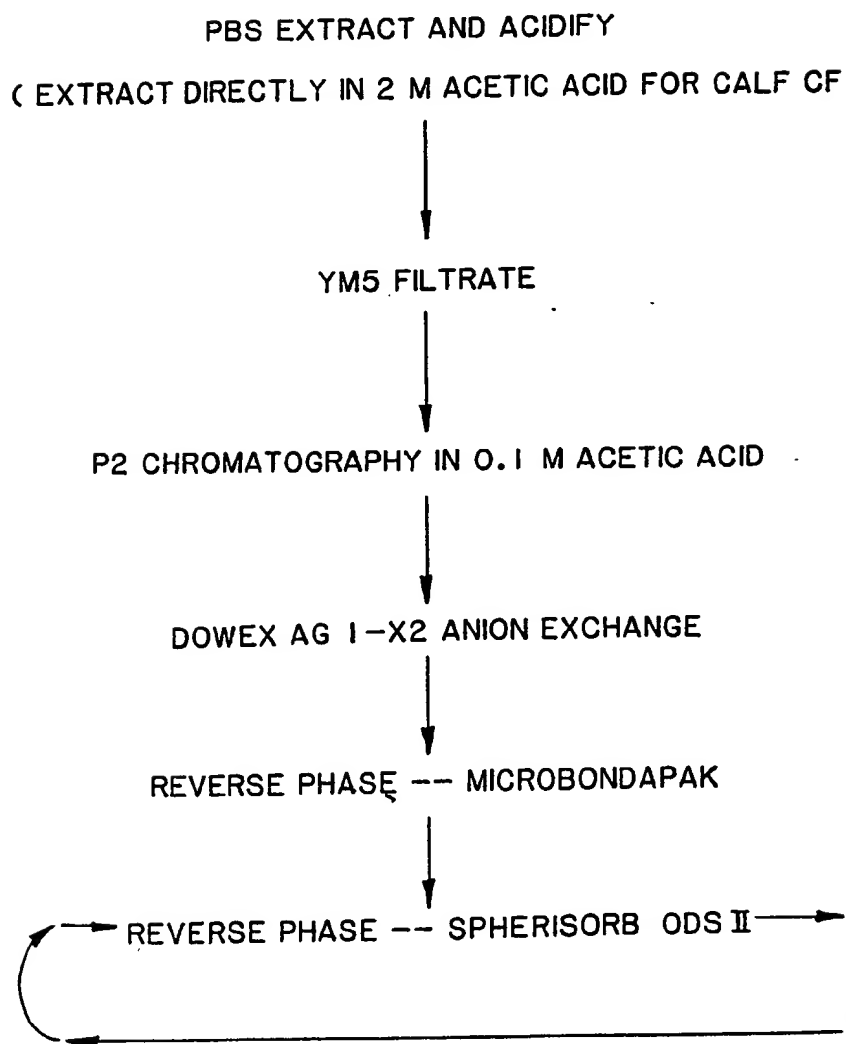 PBS EXTRACT AND ACIDIFY
( EXTRACT DIRECTLY IN 2 M ACETIC ACID FOR CALF CF
YM5 FILTRATE
P2 CHROMATOGRAPHY IN 0.1 M ACETIC ACID
DOWEX AG 1-X2 ANION EXCHANGE
REVERSE PHASE -- MICROBONDAPAK
REVERSE PHASE -- SPHERISORB ODS II